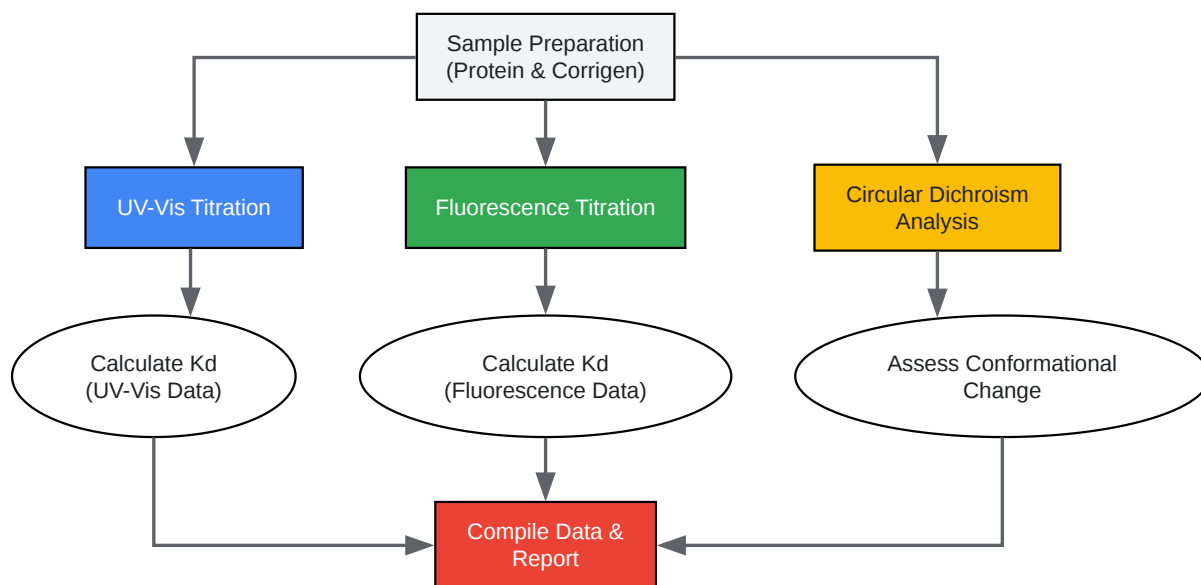 Sample Preparation
(Protein & Corrigen)
UV-Vis Titration
Fluorescence Titration
Circular Dichroism
Analysis
Calculate Kd
(UV-Vis Data)
Calculate Kd
(Fluorescence Data)
Assess Conformational
Change
Compile Data &
Report